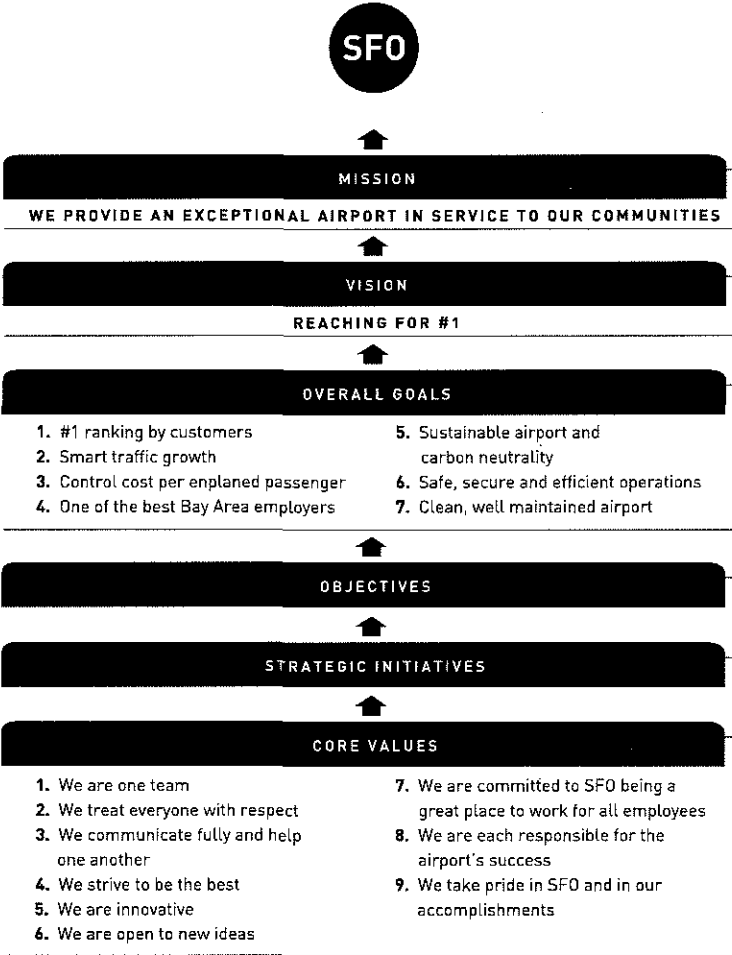 SFO
MISSION
WE PROVIDE AN EXCEPTIONAL AIRPORT IN SERVICE TO OUR COMMUNITIES
VISION
REACHING FOR #1
OVERALL GOALS
1. #1 ranking by customers
2. Smart traffic growth
3. Control cost per enplaned passenger
4. One of the best Bay Area employers
5. Sustainable airport and
carbon neutrality
6. Safe, secure and efficient operations
7. Clean, well maintained airport
OBJECTIVES
STRATEGIC INITIATIVES
CORE VALUES
1. We are one team
2. We treat everyone with respect
3. We communicate fully and help
one another
4. We strive to be the best
5. We are innovative
6. We are open to new ideas
7. We are committed to SFO being a
great place to work for all employees
8. We are each responsible for the
airport's success
9. We take pride in SFO and in our
accomplishments